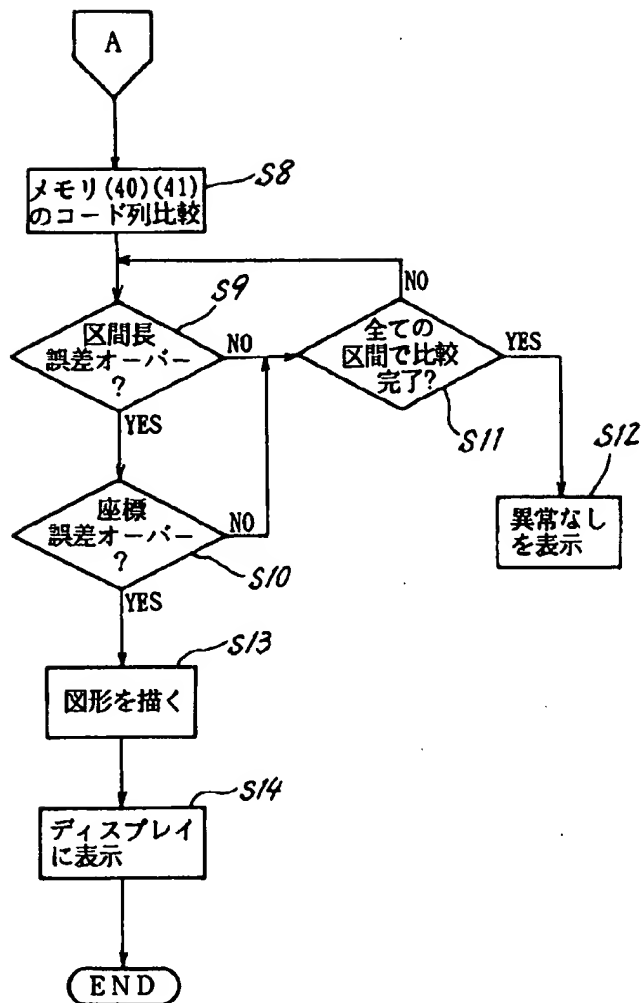 A
S8
メモリ(40)(41)
のコード列比較
S9
NO
区間長
誤差オーバー
?
NO
全ての
区間で比較
完了?
YES
S11
S12
YES
異常なし
を表示
座標
誤差オーバー
?
NO
S10
YES
S13
図形を描く
S14
ディスプレイ
に表示
END